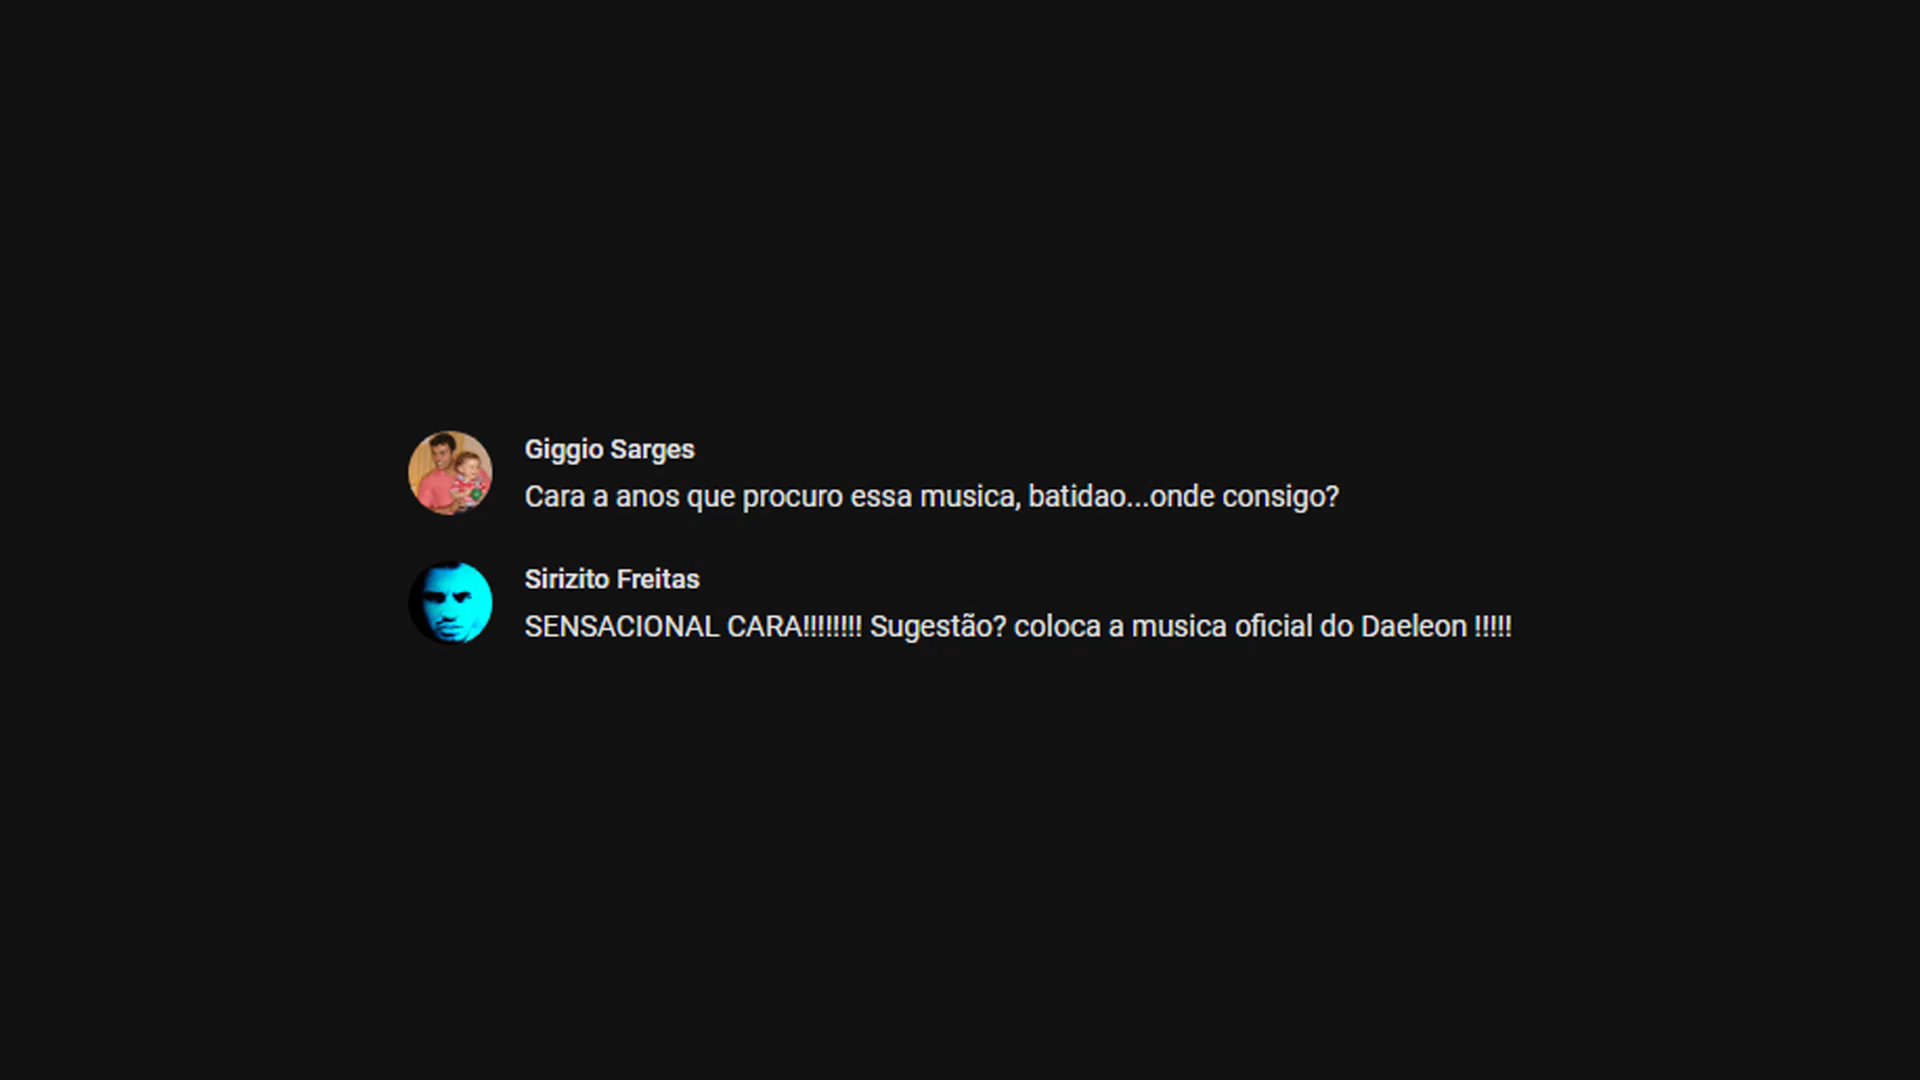 Giggio Sarges
Cara a anos que procuro essa musica, batidao...onde consigo?
Sirizito Freitas
SENSACIONAL CARA!!!!!!!! Sugestão? coloca a musica oficial do Daeleon !!!!!